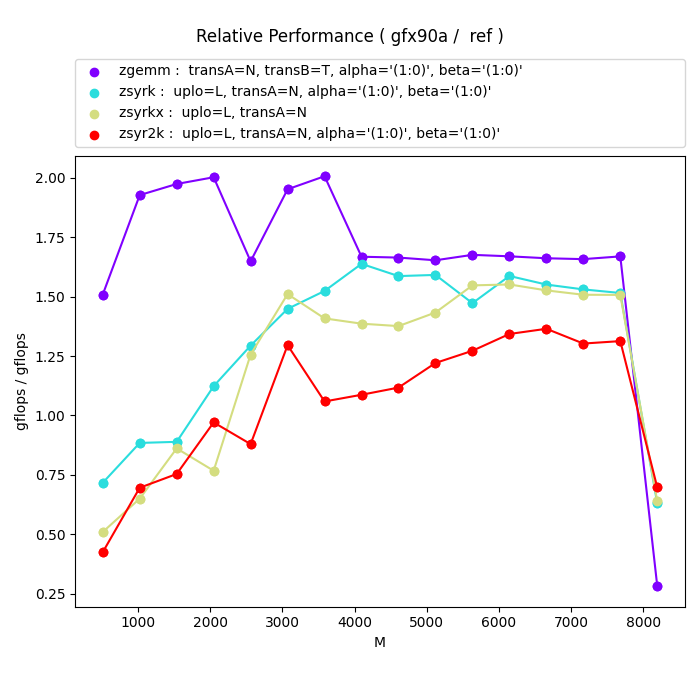 Relative Performance ( gfx90a /  ref )
zgemm :  transA=N, transB=T, alpha='(1:0)', beta='(1:0)'
zsyrk :  uplo=L, transA=N, alpha='(1:0)', beta='(1:0)'
zsyrkx :  uplo=L, transA=N
zsyr2k :  uplo=L, transA=N, alpha='(1:0)', beta='(1:0)'
gflops / gflops
2.00
1.75
1.50
1.25
1.00
0.75
0.50
0.25
1000 2000 3000 4000 5000 6000 7000 8000
M